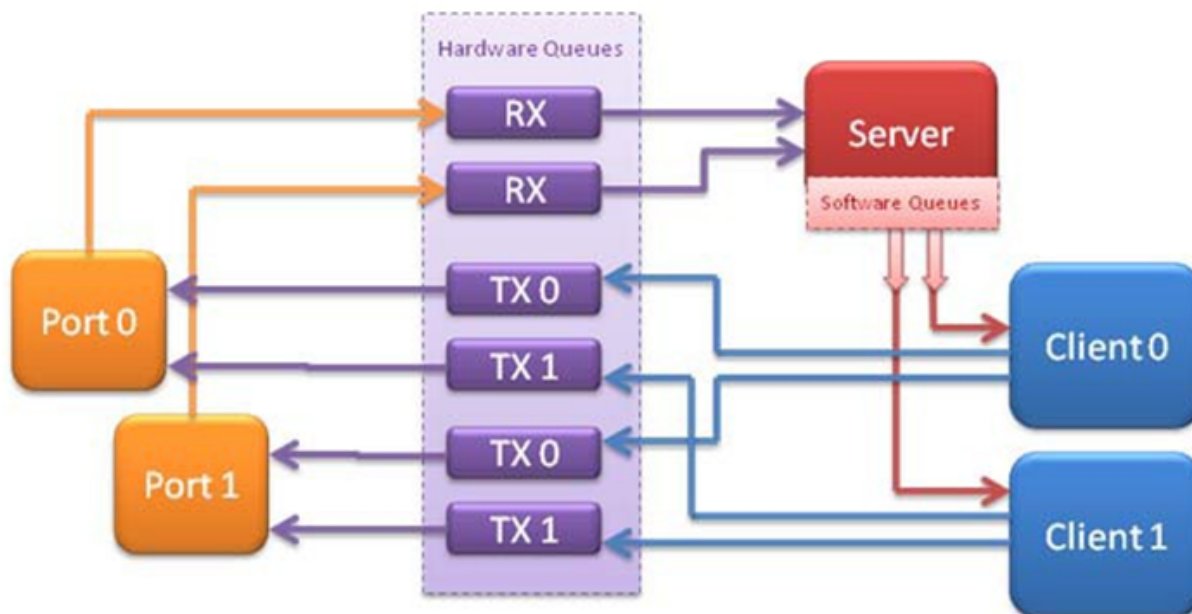 Hardware Queues
RX
Server
RX
Software Queues
TX 0
Port 0
Client 0
TX 1
TX 0
Port 1
TX 1
Client 1